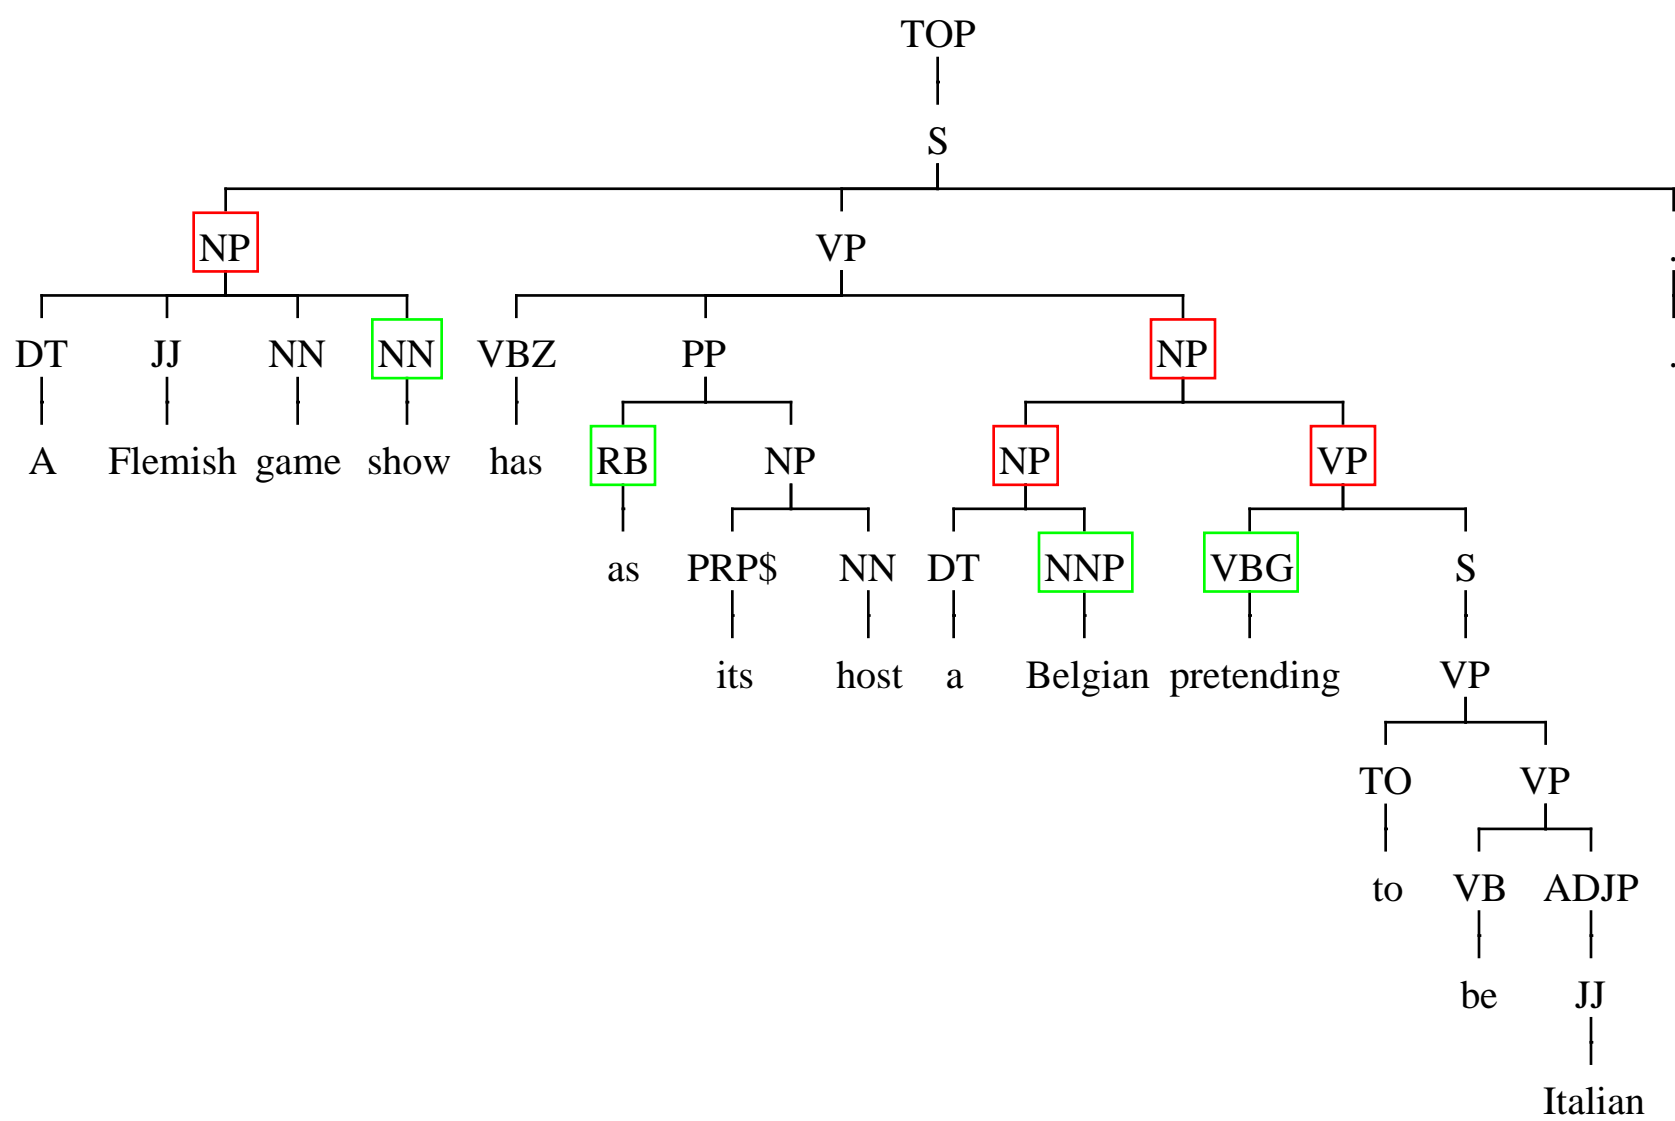 TOP
S
NP VP .
DT JJ NN NN VBZ PP NP .
A Flemish game show has RB NP NP VP
as PRP$ NN DT NNP VBG S
its host a Belgian pretending VP
TO VP
to VB ADJP
be JJ
Italian